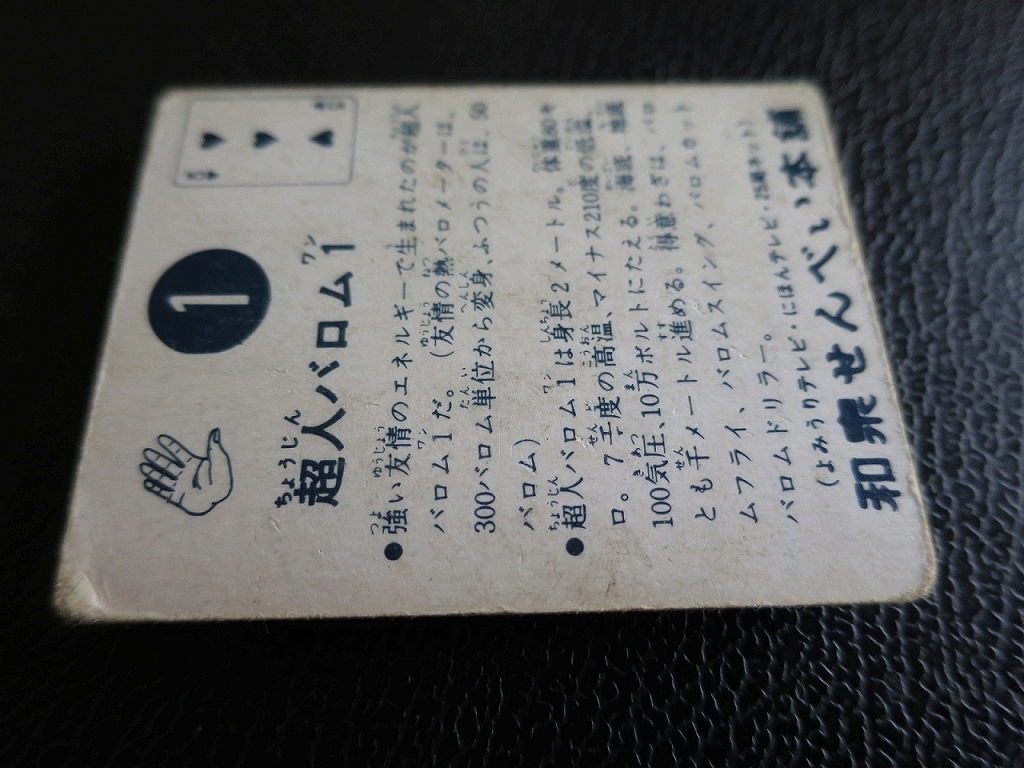 1
超人バロム1
●強い友情のエネルギーで生まれたのが超人
バロム1だ。(友情の熱バロメーターは、
300バロム単位から変身、ふつうの人は、50
バロム)
●超人バロム1は身長2メートル。体重80キ
ロ。7千度の高温、マイナス210度の低温、
100気圧、10万ボルトにたえる。海底、地底
とも千メートル進める。得意わざは、バロ
ムフライ、バロムスイング、バロムカット
バロムドリラー。
(よみうりテレビ・にほんテレビ・25局ネット)
和泉せんべい本舗